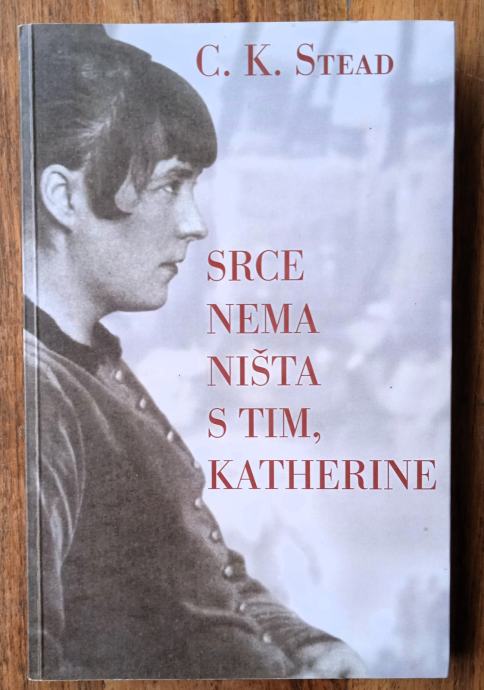 C. K. STEAD
SRCE
NEMA
NIŠTA
S TIM,
KATHERINE